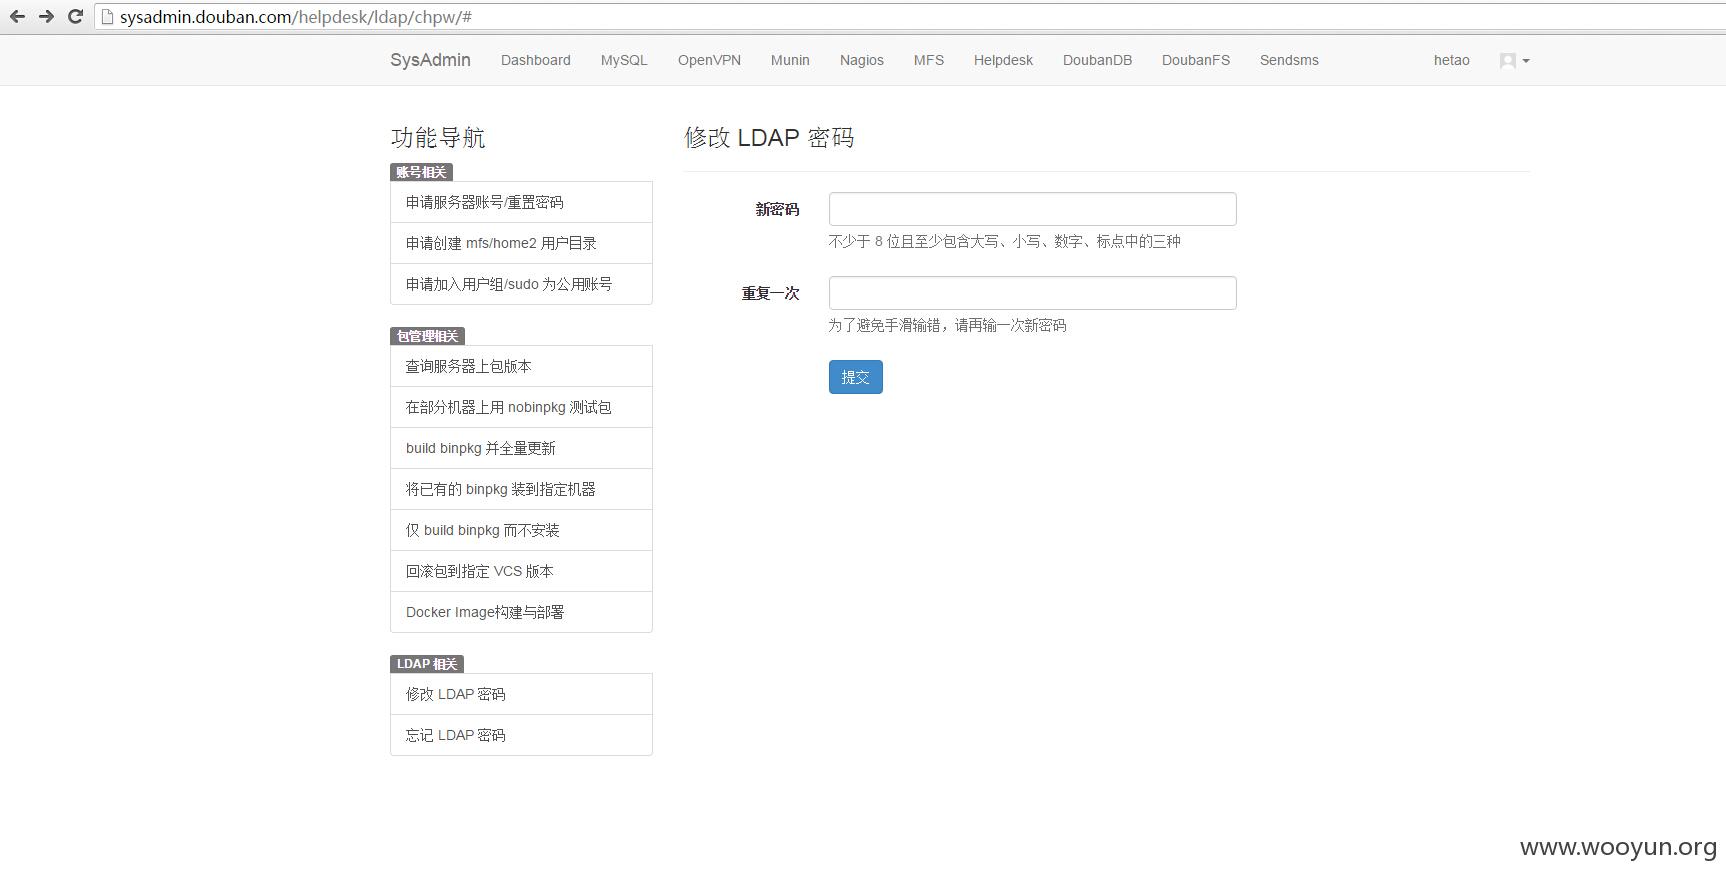 sysadmin.douban.com/helpdesk/ldap/chpw/#
SysAdmin Dashboard MySQL OpenVPN Munin Nagios MFS Helpdesk DoubanDB DoubanFS Sendsms hetao
功能导航
账号相关
申请服务器账号/重置密码
申请创建 mfs/home2 用户目录
申请加入用户组/sudo 为公用账号
包管理相关
查询服务器上包版本
在部分机器上用 nobinpkg 测试包
build binpkg 并全量更新
将已有的 binpkg 装到指定机器
仅 build binpkg 而不安装
回滚包到指定 VCS 版本
Docker Image构建与部署
LDAP 相关
修改 LDAP 密码
忘记 LDAP 密码
修改 LDAP 密码
新密码
不少于 8 位且至少包含大写、小写、数字、标点中的三种
重复一次
为了避免手滑输错，请再输一次新密码
提交
www.wooyun.org